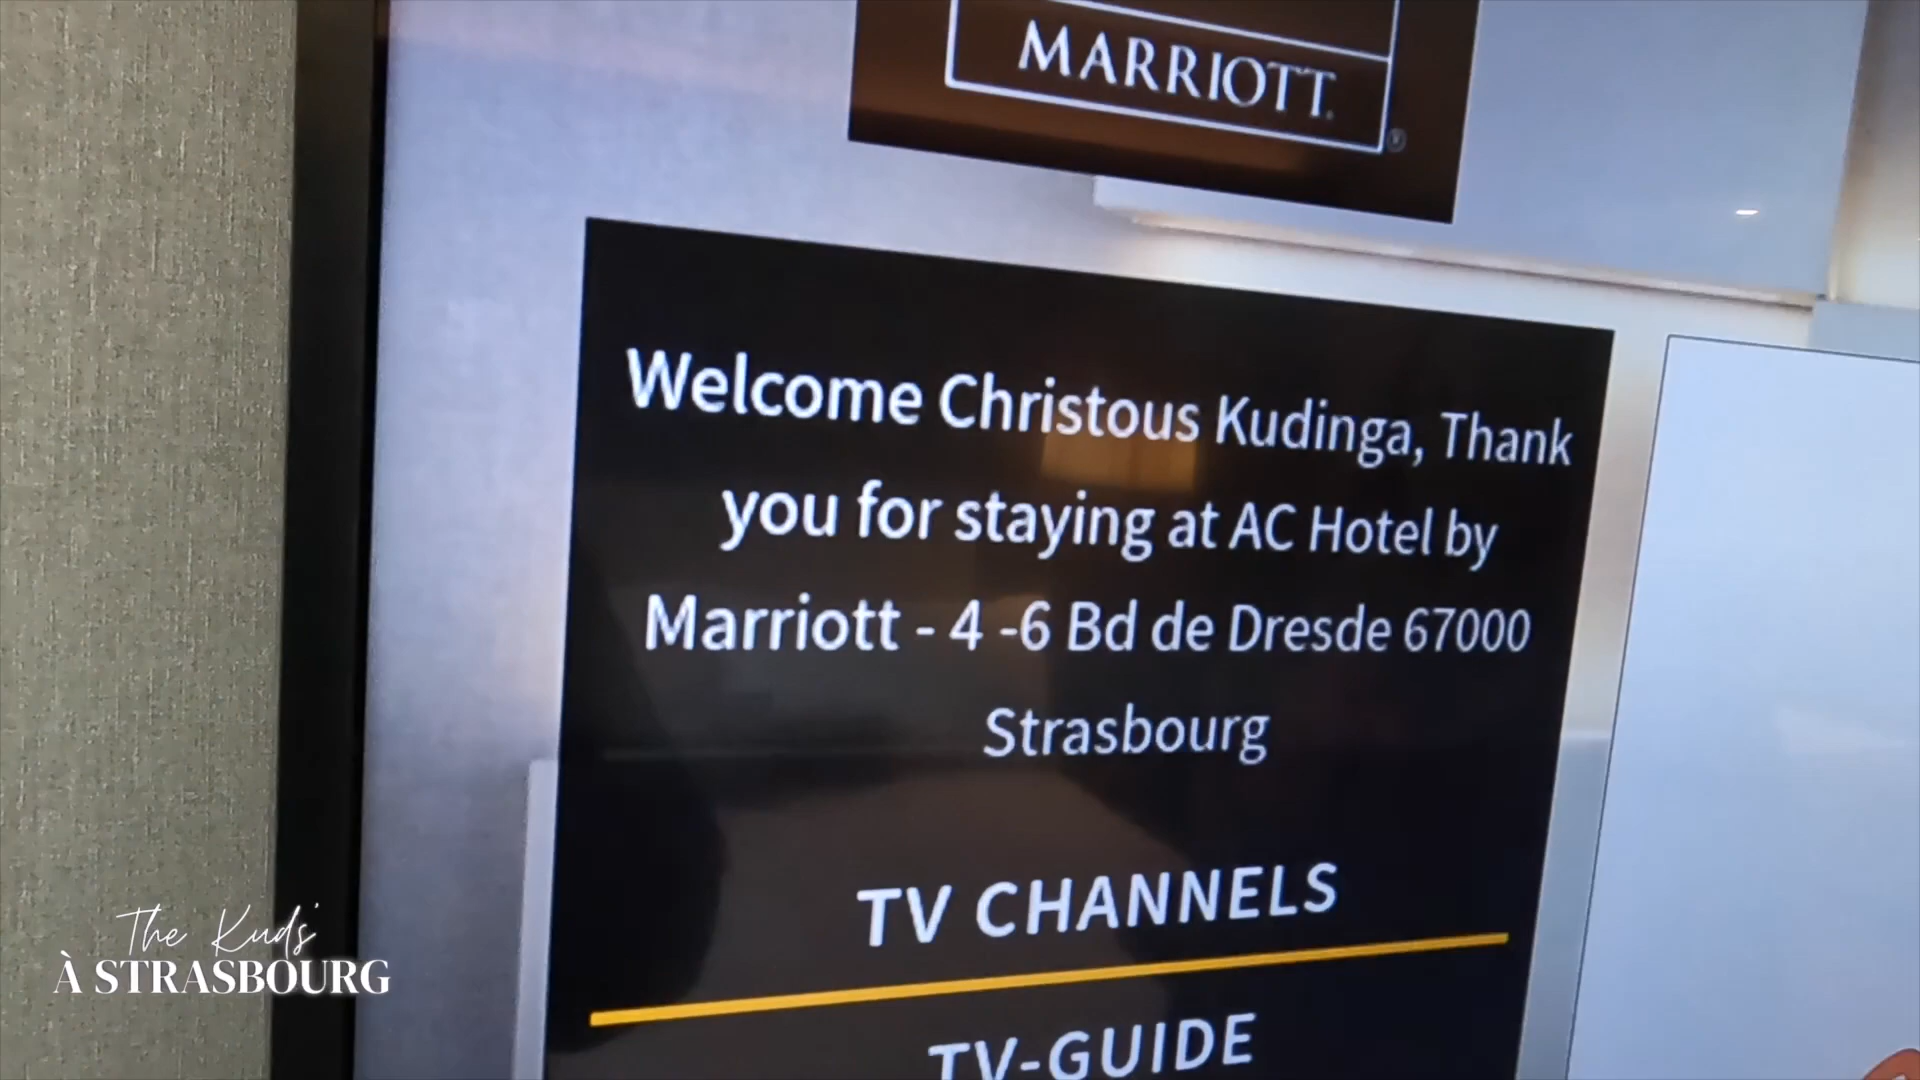 MARRIOTT
Welcome Christous Kudinga, Thank
you for staying at AC Hotel by
Marriott - 4 -6 Bd de Dresde 67000
Strasbourg
TV CHANNELS
TV-GUIDE
The Kuds'
À STRASBOURG